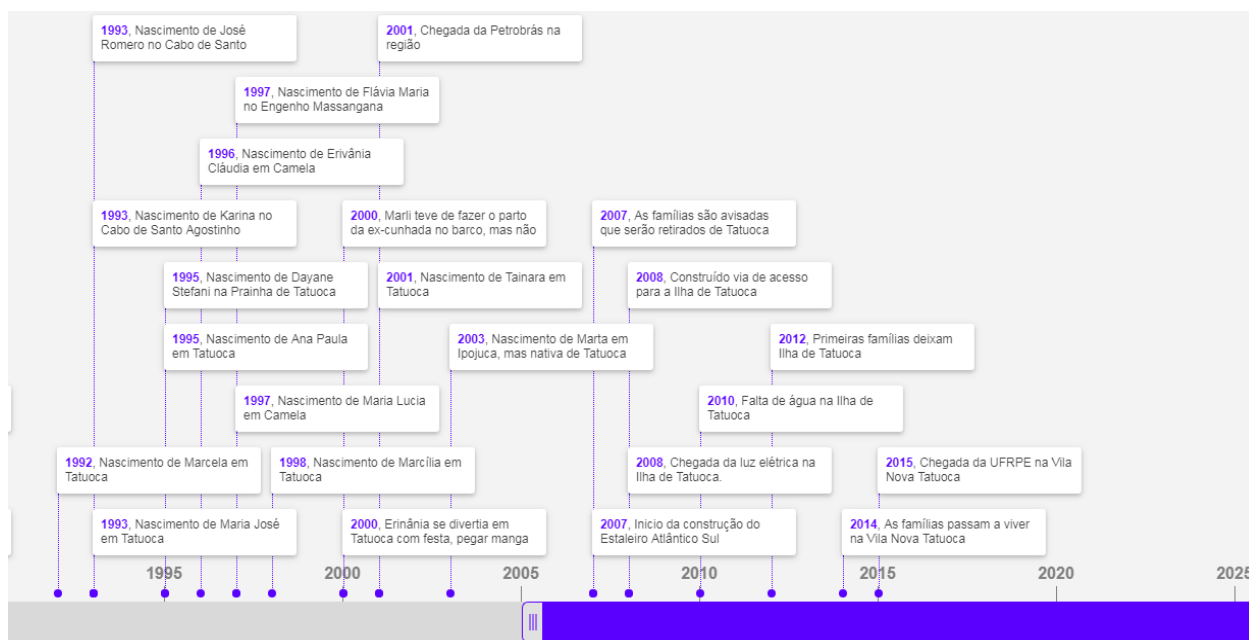 1993, Nascimento de José
Romero no Cabo de Santo
2001, Chegada da Petrobrás na
região
1997, Nascimento de Flávia Maria
no Engenho Massangana
1996, Nascimento de Erivânia
Cláudia em Camela
1993, Nascimento de Karina no
Cabo de Santo Agostinho
2000, Marli teve de fazer o parto
da ex-cunhada no barco, mas não
2007, As famílias são avisadas
que serão retirados de Tatuoca
1995, Nascimento de Dayane
Stefani na Prainha de Tatuoca
2001, Nascimento de Tainara em
Tatuoca
2008, Construído via de acesso
para a Ilha de Tatuoca
1995, Nascimento de Ana Paula
em Tatuoca
2003, Nascimento de Marta em
Ipojuca, mas nativa de Tatuoca
2012, Primeiras famílias deixam
Ilha de Tatuoca
1997, Nascimento de Maria Lucia
em Camela
2010, Falta de água na Ilha de
Tatuoca
1992, Nascimento de Marcela em
Tatuoca
1998, Nascimento de Marcília em
Tatuoca
2008, Chegada da luz elétrica na
Ilha de Tatuoca.
2015, Chegada da UFRPE na Vila
Nova Tatuoca
1993, Nascimento de Maria José
em Tatuoca
2000, Erinânia se divertia em
Tatuoca com festa, pegar manga
2007, Inicio da construção do
Estaleiro Atlântico Sul
2014, As famílias passam a viver
na Vila Nova Tatuoca
1995
2000
2005
2010
2015
2020
2025